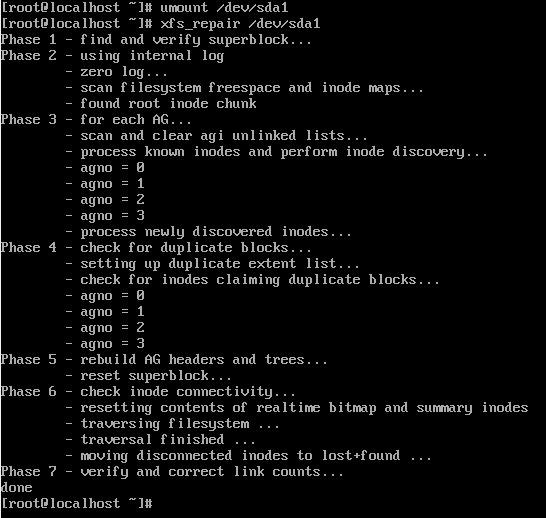 [root@localhost ~]# umount /dev/sda1
[root@localhost ~]# xfs_repair /dev/sda1
Phase 1 - find and verify superblock...
Phase 2 - using internal log
        - zero log...
        - scan filesystem freespace and inode maps...
        - found root inode chunk
Phase 3 - for each AG...
        - scan and clear agi unlinked lists...
        - process known inodes and perform inode discovery...
        - agno = 0
        - agno = 1
        - agno = 2
        - agno = 3
        - process newly discovered inodes...
Phase 4 - check for duplicate blocks...
        - setting up duplicate extent list...
        - check for inodes claiming duplicate blocks...
        - agno = 0
        - agno = 1
        - agno = 2
        - agno = 3
Phase 5 - rebuild AG headers and trees...
        - reset superblock...
Phase 6 - check inode connectivity...
        - resetting contents of realtime bitmap and summary inodes
        - traversing filesystem ...
        - traversal finished ...
        - moving disconnected inodes to lost+found ...
Phase 7 - verify and correct link counts...
done
[root@localhost ~]#